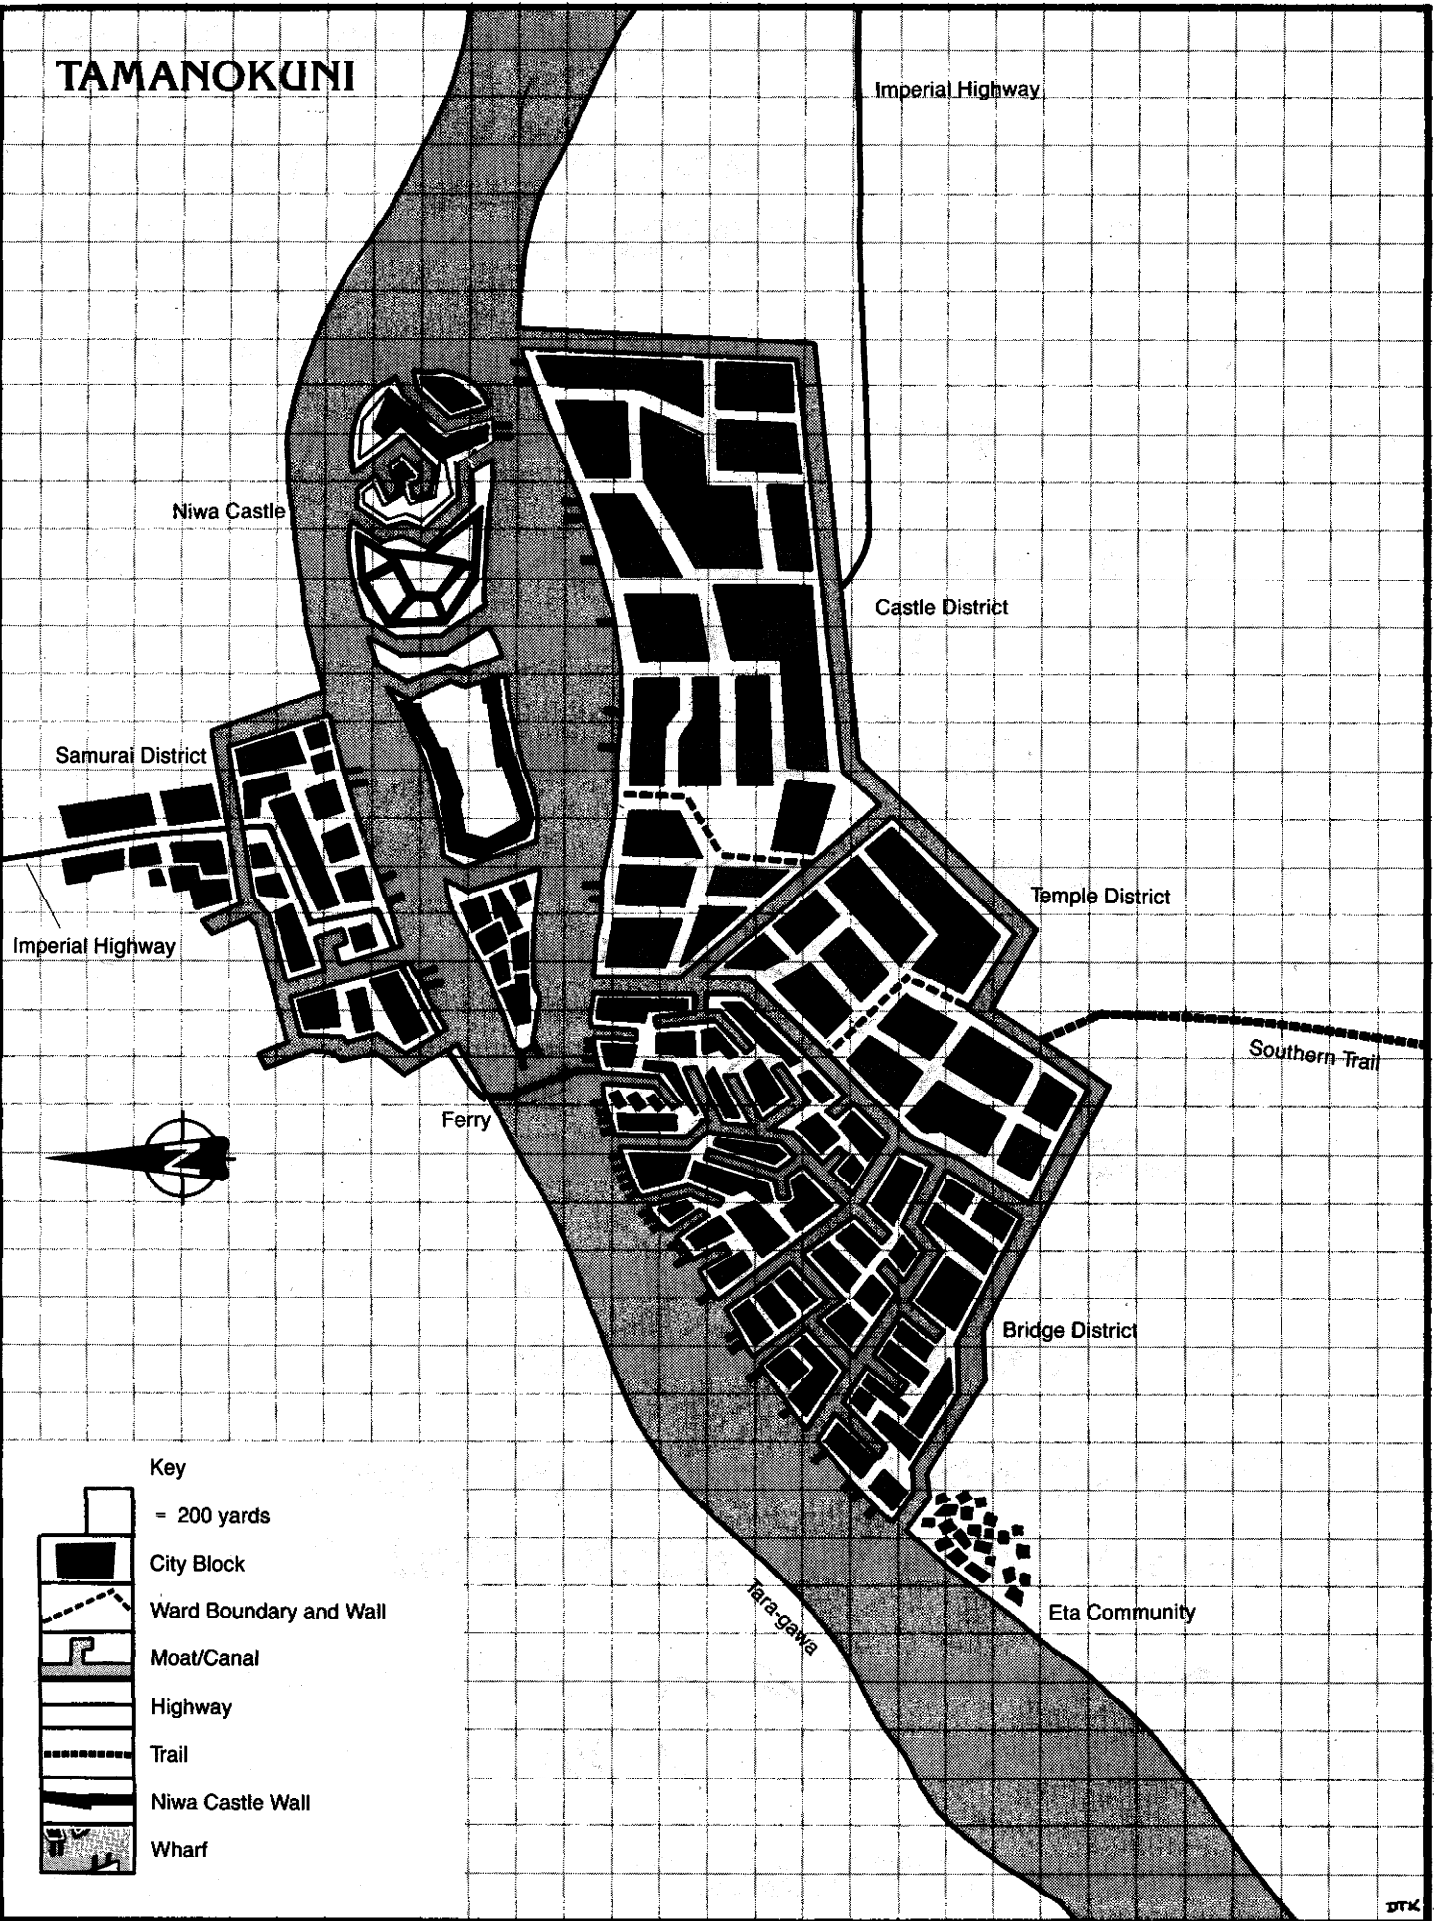 TAMANOKUNI
Imperial Highway
Niwa Castle
Castle District
Samurai District
Temple District
Imperial Highway
Southern Trail
Ferry
N
Bridge District
Key
= 200 yards
City Block
Ward Boundary and Wall
Moat/Canal
Highway
Trail
Niwa Castle Wall
Wharf
Tara-gawa
Eta Community
DTK